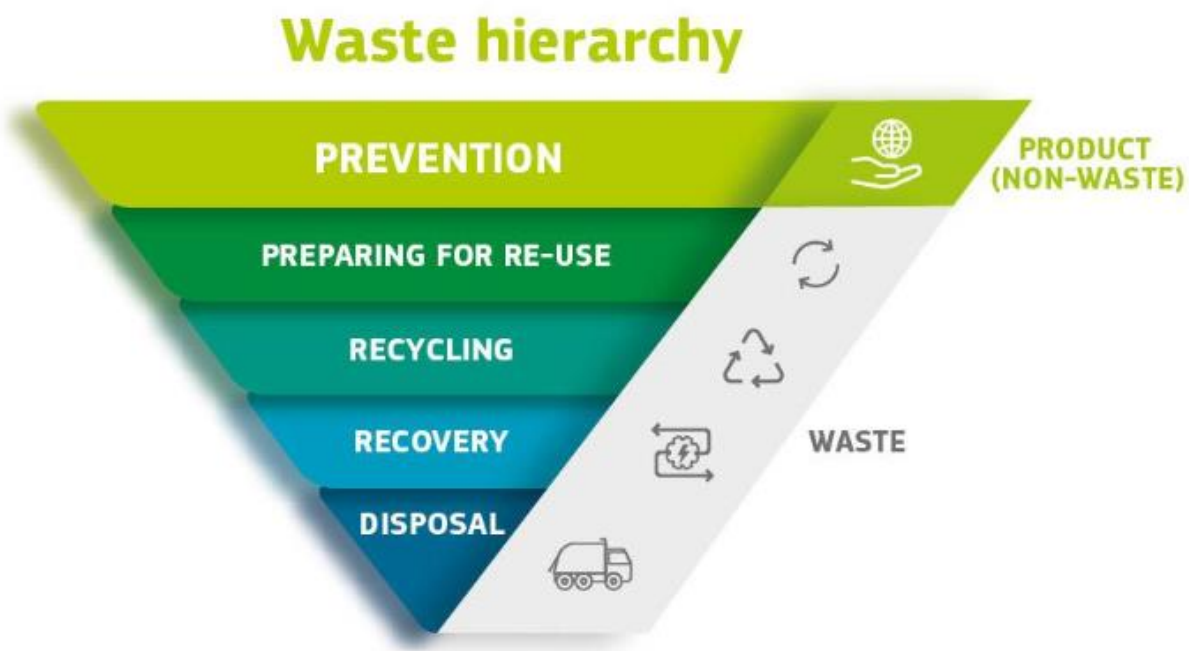 Waste hierarchy
PREVENTION
PRODUCT
(NON-WASTE)
PREPARING FOR RE-USE
RECYCLING
RECOVERY
WASTE
DISPOSAL